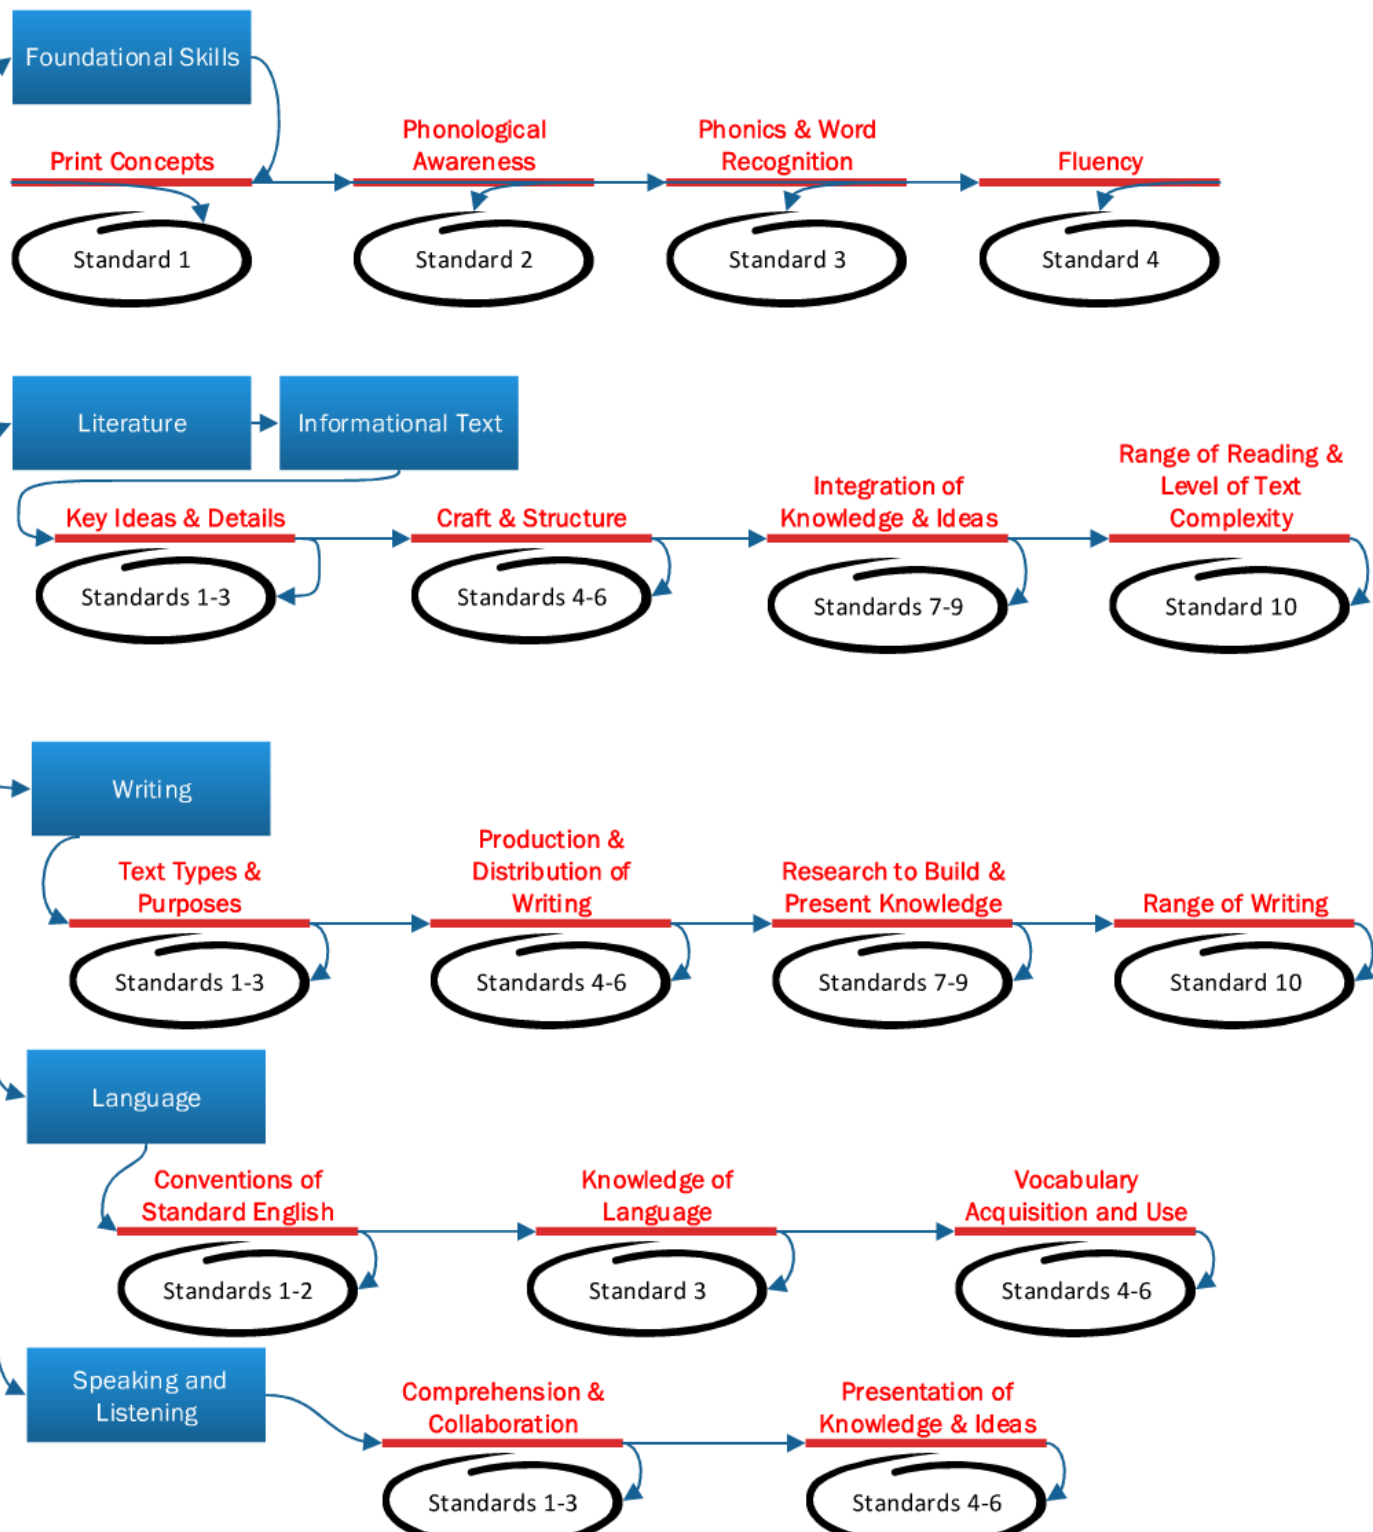 Foundational Skills
Print Concepts
Phonological
Awareness
Phonics & Word
Recognition
Fluency
Standard 1
Standard 2
Standard 3
Standard 4
Literature
Informational Text
Key Ideas & Details
Craft & Structure
Integration of
Knowledge & Ideas
Range of Reading &
Level of Text
Complexity
Standards 1-3
Standards 4-6
Standards 7-9
Standard 10
Writing
Text Types &
Purposes
Production &
Distribution of
Writing
Research to Build &
Present Knowledge
Range of Writing
Standards 1-3
Standards 4-6
Standards 7-9
Standard 10
Language
Conventions of
Standard English
Knowledge of
Language
Vocabulary
Acquisition and Use
Standards 1-2
Standard 3
Standards 4-6
Speaking and
Listening
Comprehension &
Collaboration
Presentation of
Knowledge & Ideas
Standards 1-3
Standards 4-6